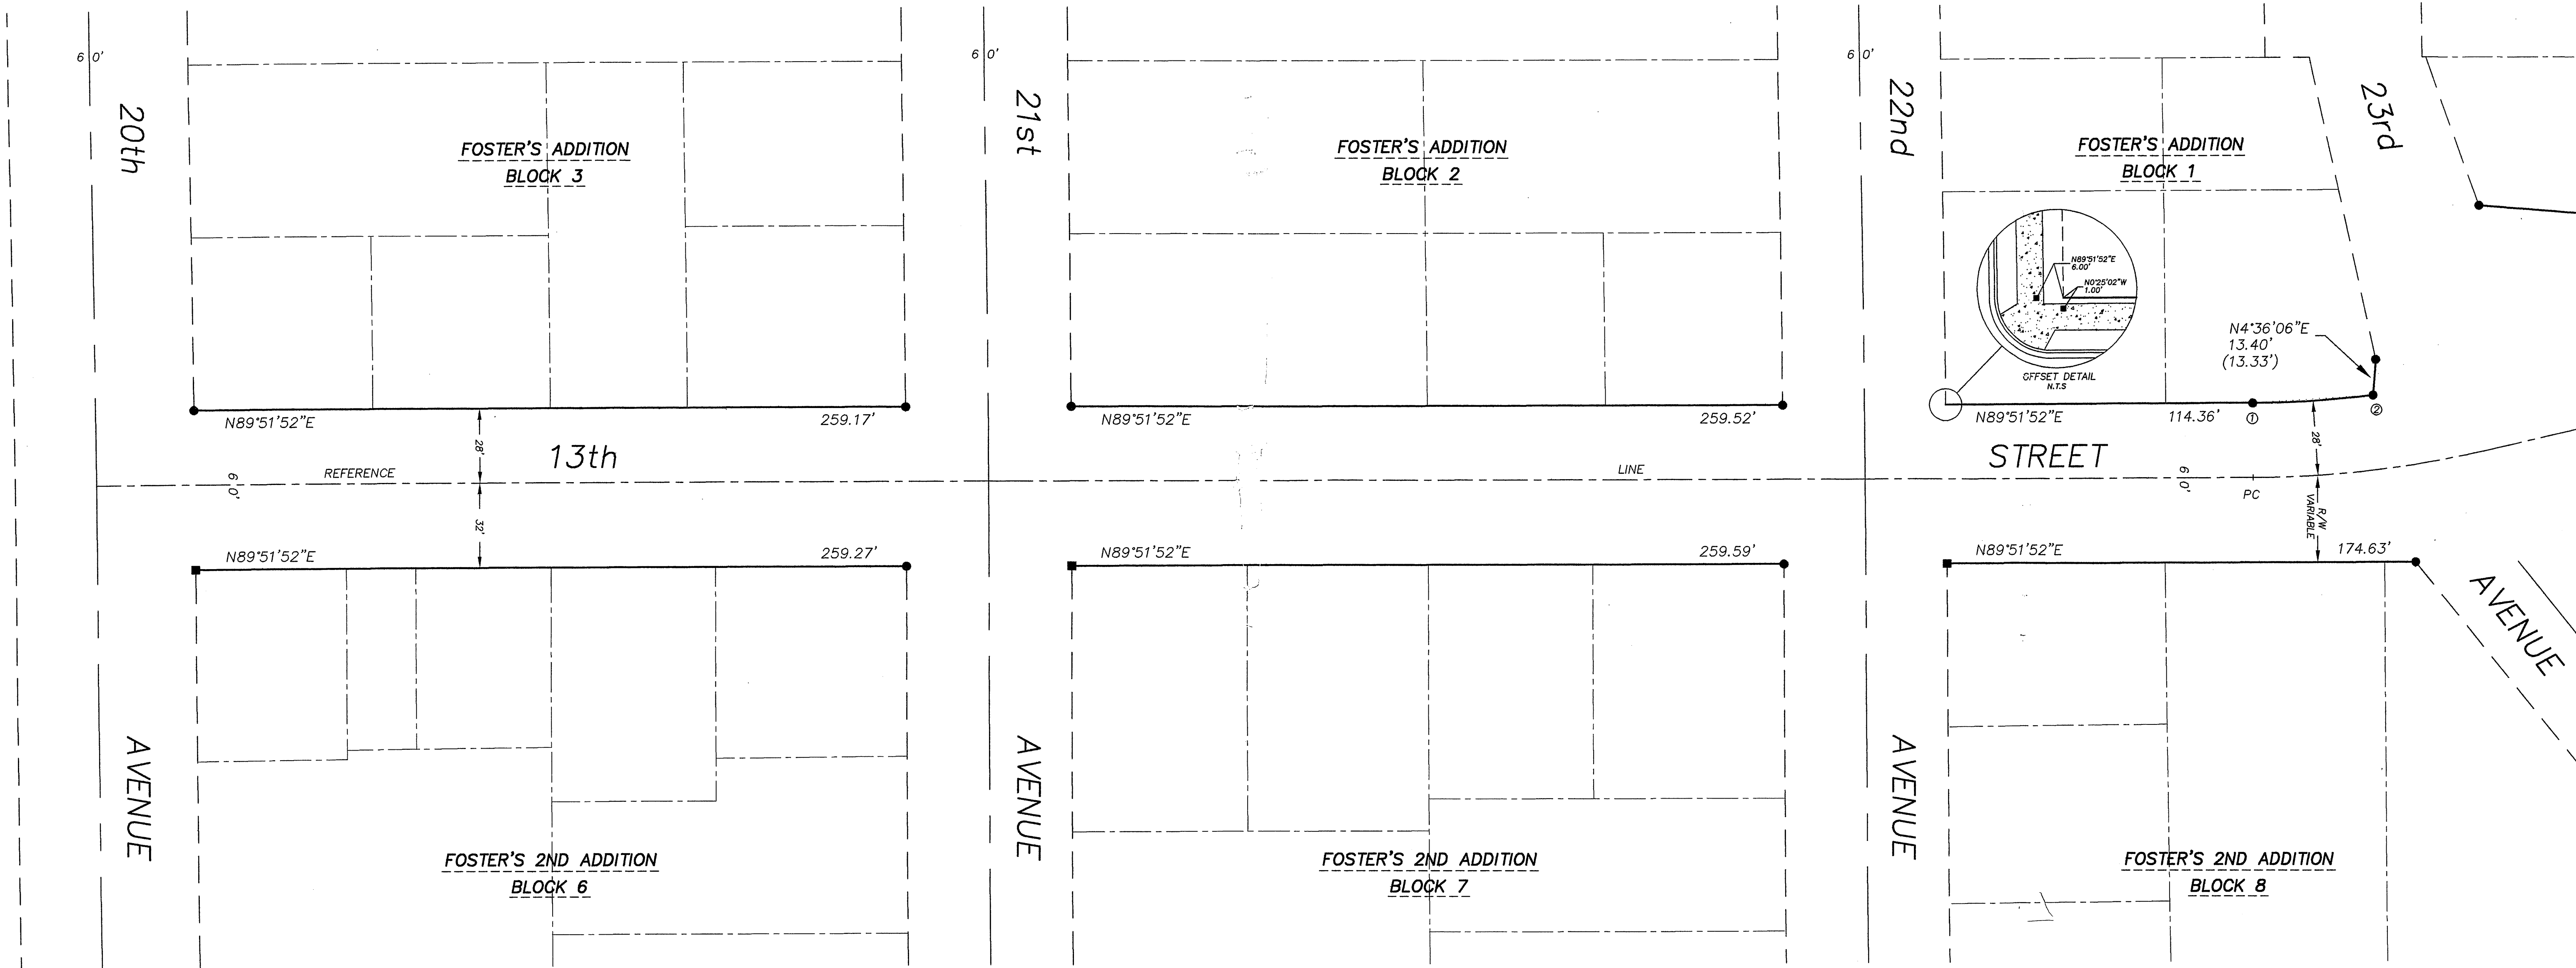 6 0'
6 0'
6 0'
20th
21st
22nd
23rd
FOSTER'S ADDITION
BLOCK 3
FOSTER'S ADDITION
BLOCK 2
FOSTER'S ADDITION
BLOCK 1
N89°51'52"E
6.00'
N0°25'02"W
1.00'
OFFSET DETAIL
N.T.S
N4°36'06"E
13.40'
(13.33')
N89°51'52"E
259.17'
N89°51'52"E
259.52'
N89°51'52"E
114.36'
①
②
28'
13th
STREET
28'
6 0'
REFERENCE
LINE
6 0'
PC
32'
R/W
VARIABLE
N89°51'52"E
259.27'
N89°51'52"E
259.59'
N89°51'52"E
174.63'
AVENUE
AVENUE
AVENUE
AVENUE
FOSTER'S 2ND ADDITION
BLOCK 6
FOSTER'S 2ND ADDITION
BLOCK 7
FOSTER'S 2ND ADDITION
BLOCK 8